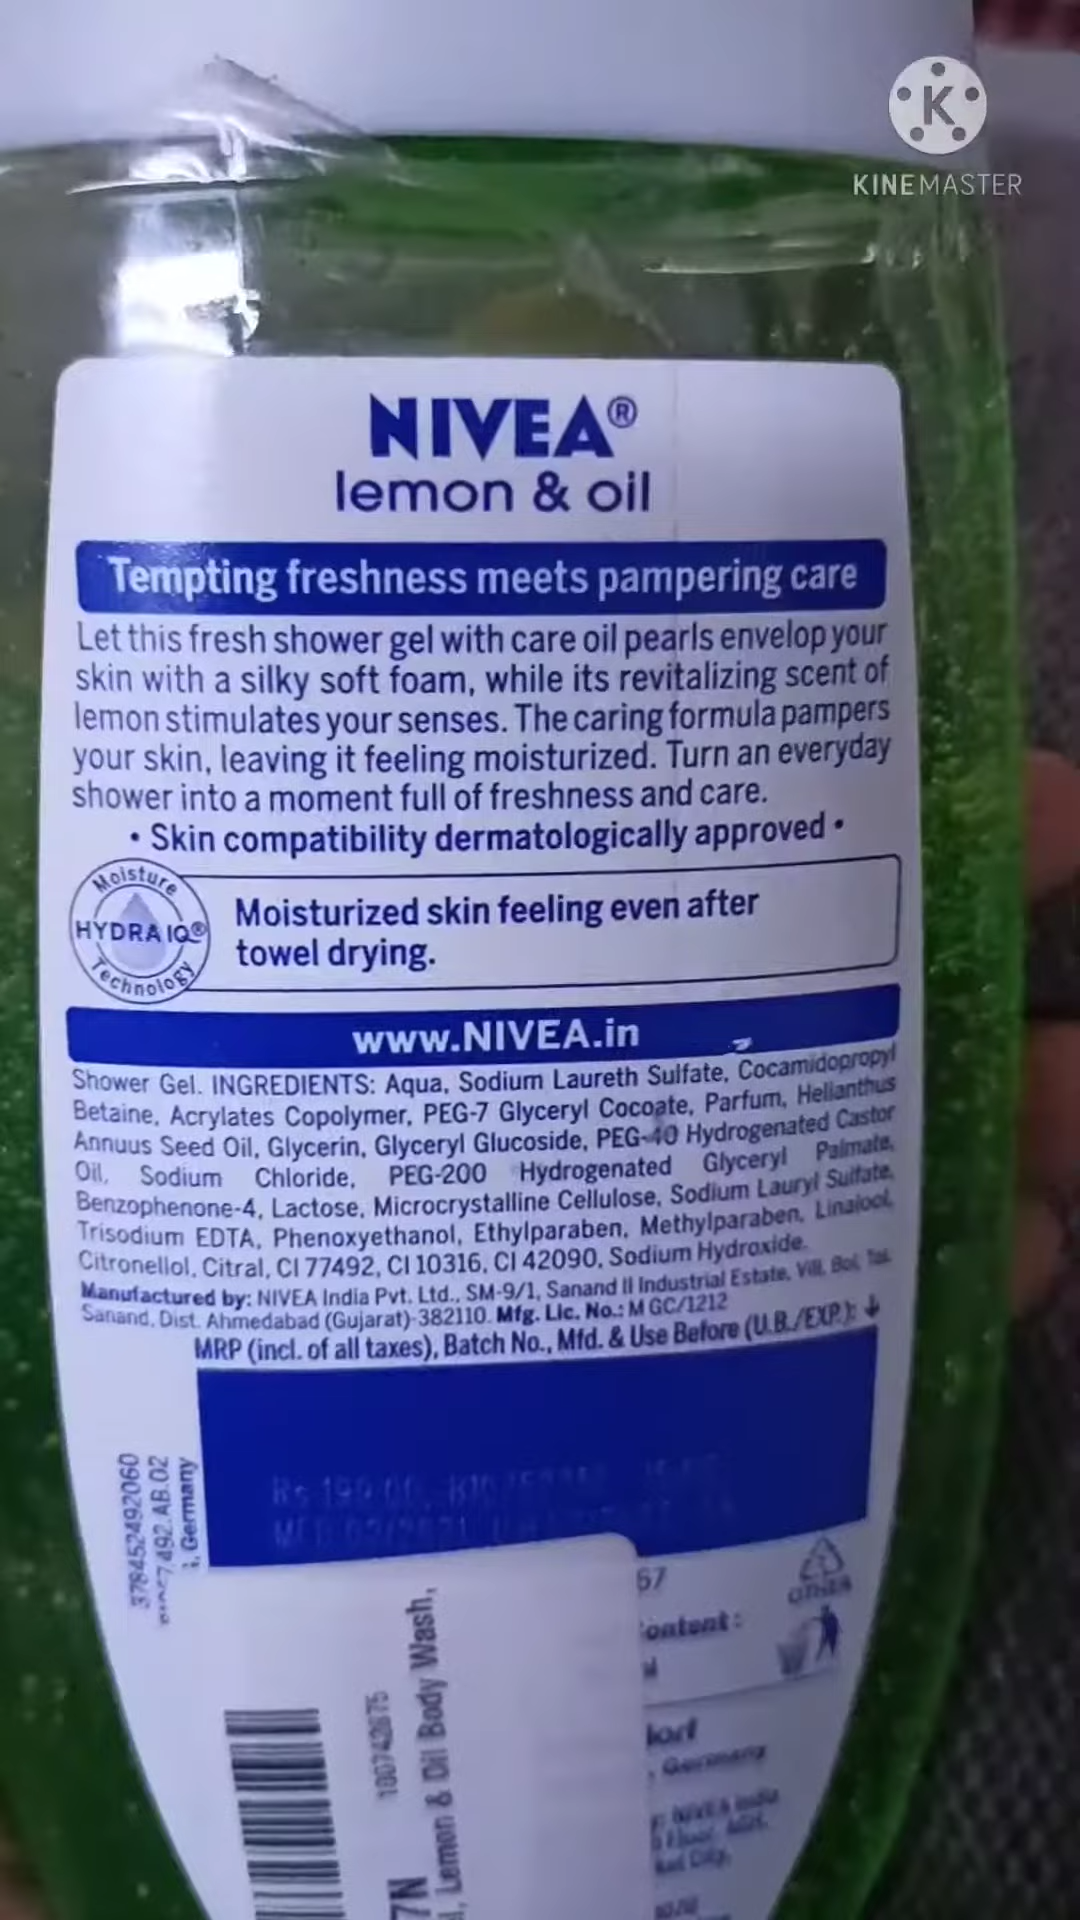 KINEMASTER
NIVEA®
lemon & oil
Tempting freshness meets pampering care
Let this fresh shower gel with care oil pearls envelop your
skin with a silky soft foam, while its revitalizing scent of
lemon stimulates your senses. The caring formula pampers
your skin, leaving it feeling moisturized. Turn an everyday
shower into a moment full of freshness and care.
• Skin compatibility dermatologically approved •
Moisture
HYDRA IQ®
Technology
Moisturized skin feeling even after
towel drying.
www.NIVEA.in
Shower Gel. INGREDIENTS: Aqua, Sodium Laureth Sulfate, Cocamidopropyl
Betaine, Acrylates Copolymer, PEG-7 Glyceryl Cocoate, Parfum, Helianthus
Annuus Seed Oil, Glycerin, Glyceryl Glucoside, PEG-40 Hydrogenated Castor
Oil, Sodium Chloride, PEG-200 Hydrogenated Glyceryl Palmate,
Benzophenone-4, Lactose, Microcrystalline Cellulose, Sodium Lauryl Sulfate,
Trisodium EDTA, Phenoxyethanol, Ethylparaben, Methylparaben, Linalool,
Citronellol, Citral, CI 77492, CI 10316, CI 42090, Sodium Hydroxide.
Manufactured by: NIVEA India Pvt. Ltd., SM-9/1, Sanand II Industrial Estate, Vill. Bol, Tal.
Sanand, Dist. Ahmedabad (Gujarat)-382110. Mfg. Lic. No.: M GC/1212
MRP (incl. of all taxes), Batch No., Mfd. & Use Before (U.B./EXP.): ↓
378452492060
492.AB.02
, Germany
67
ontent :
, Germany
NIVEA India
100742675
, Lemon & Oil Body Wash,
7N